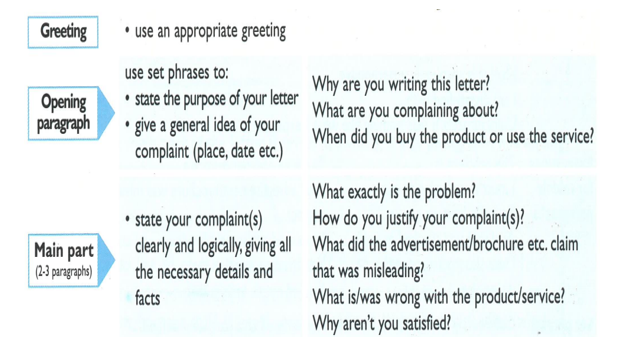 Greeting
• use an appropriate greeting
Opening
paragraph
use set phrases to:
• state the purpose of your letter
• give a general idea of your
complaint (place, date etc.)
Why are you writing this letter?
What are you complaining about?
When did you buy the product or use the service?
Main part
(2-3 paragraphs)
• state your complaint(s)
clearly and logically, giving all
the necessary details and
• facts
What exactly is the problem?
How do you justify your complaint(s)?
What did the advertisement/brochure etc. claim
that was misleading?
What is/was wrong with the product/service?
Why aren't you satisfied?